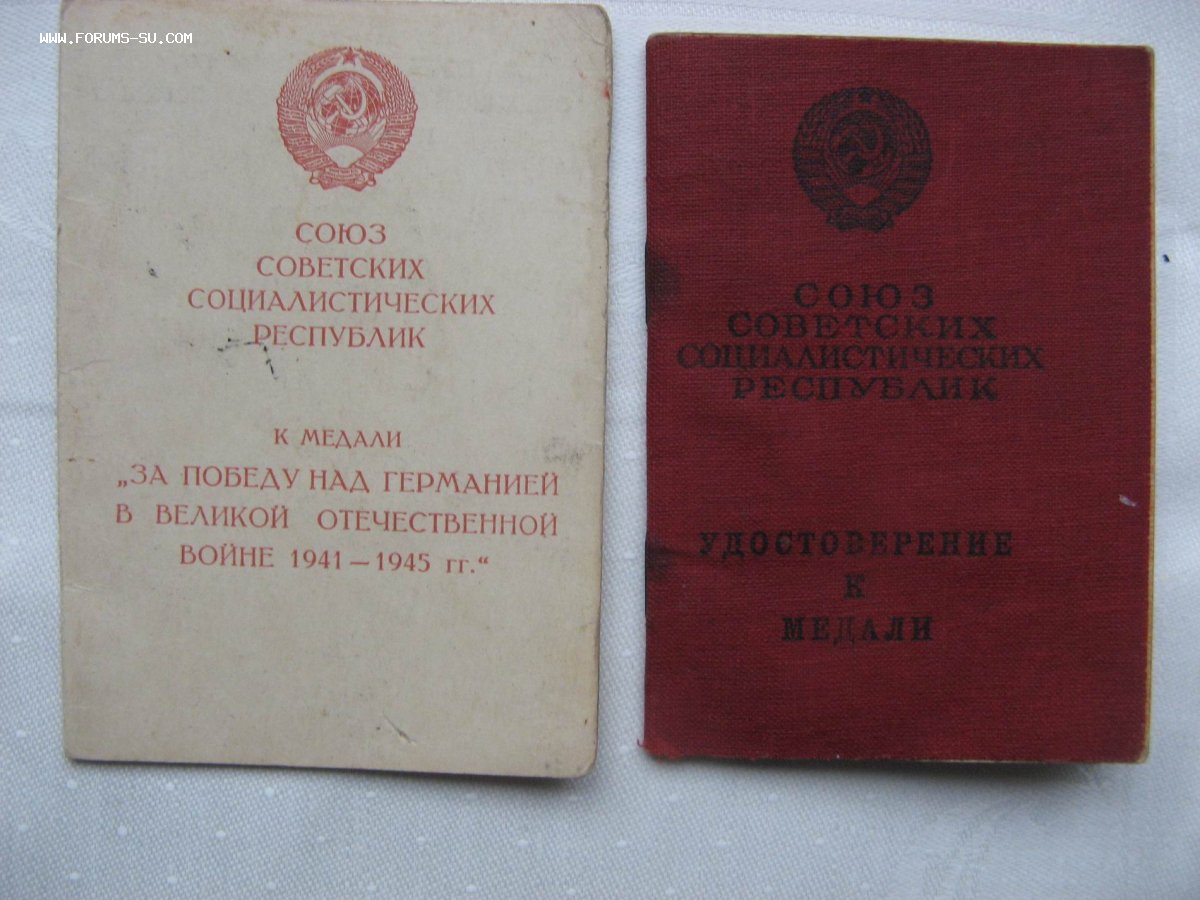 WWW.FORUMS-SU.COM
СОЮЗ
СОВЕТСКИХ
СОЦИАЛИСТИЧЕСКИХ
РЕСПУБЛИК
К МЕДАЛИ
„ЗА ПОБЕДУ НАД ГЕРМАНИЕЙ
В ВЕЛИКОЙ ОТЕЧЕСТВЕННОЙ
ВОЙНЕ 1941—1945 гг.“
СОЮЗ
СОВЕТСКИХ
СОЦИАЛИСТИЧЕСКИХ
РЕСПУБЛИК
УДОСТОВЕРЕНИЕ
К
МЕДАЛИ